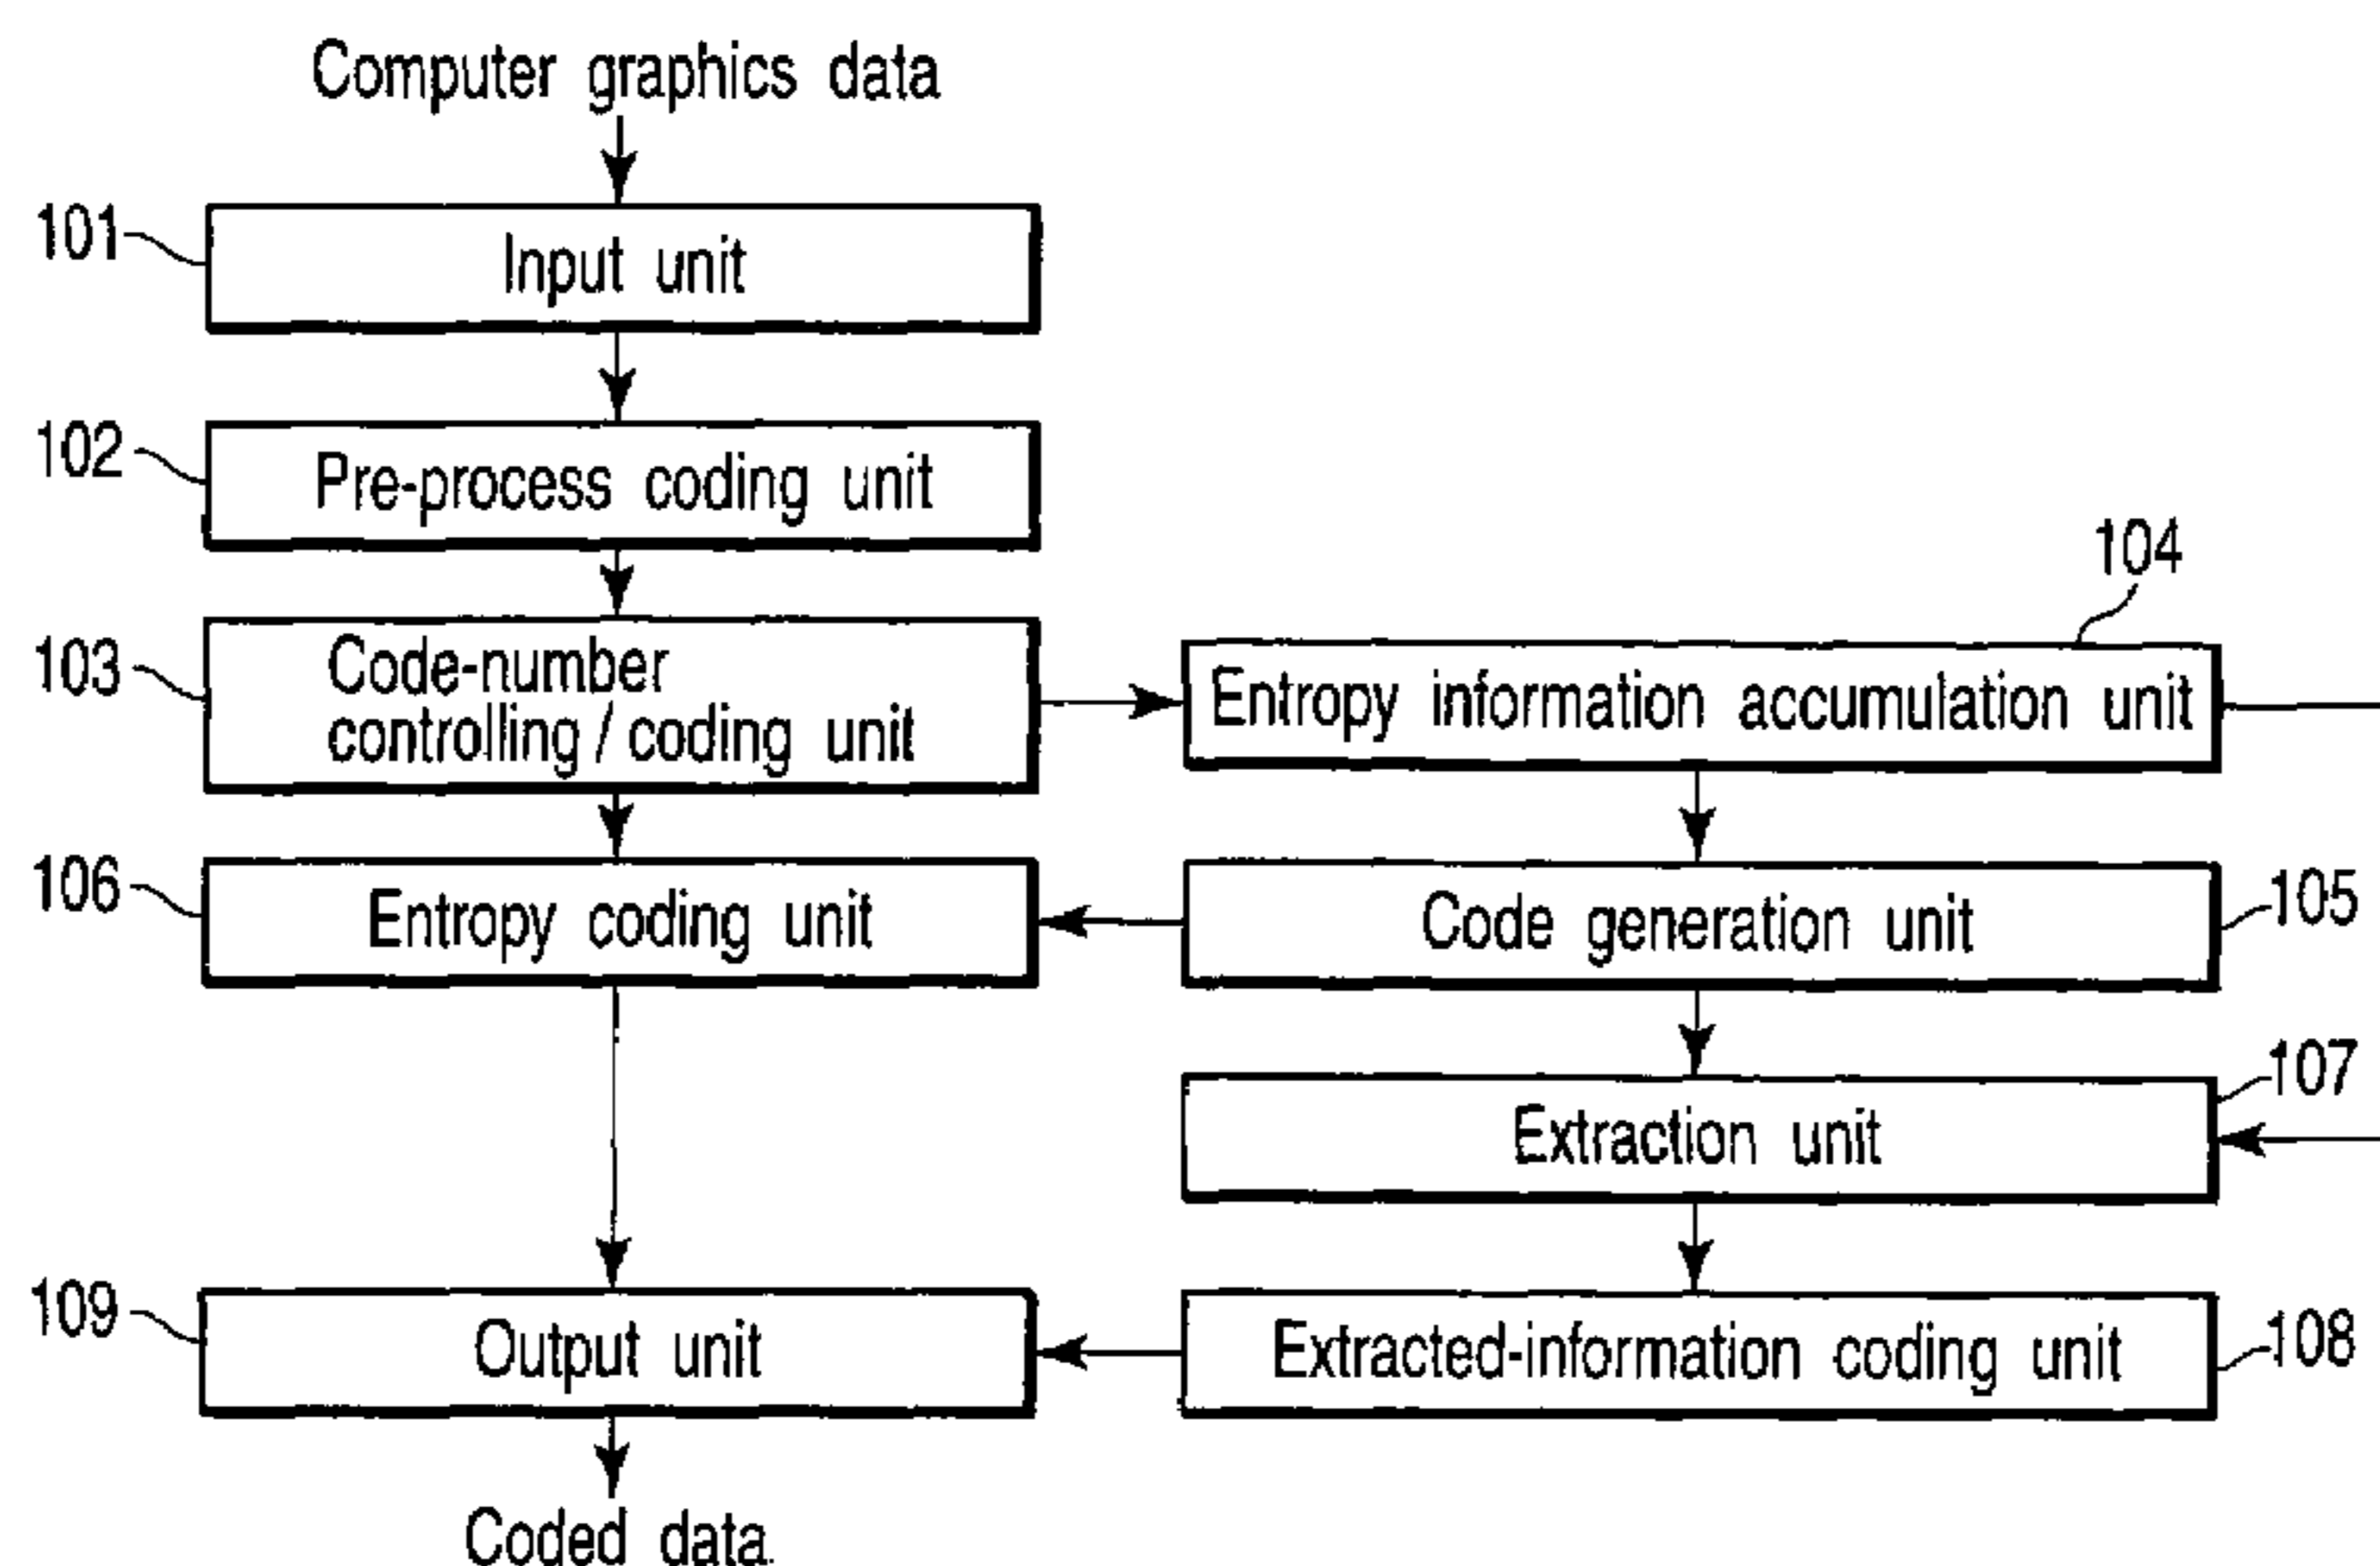 Computer graphics data
101
Input unit
102
Pre-process coding unit
103
Code-number
controlling / coding unit
104
Entropy information accumulation unit
106
Entropy coding unit
Code generation unit
105
Extraction unit
107
109
Output unit
Extracted-information coding unit
108
Coded data